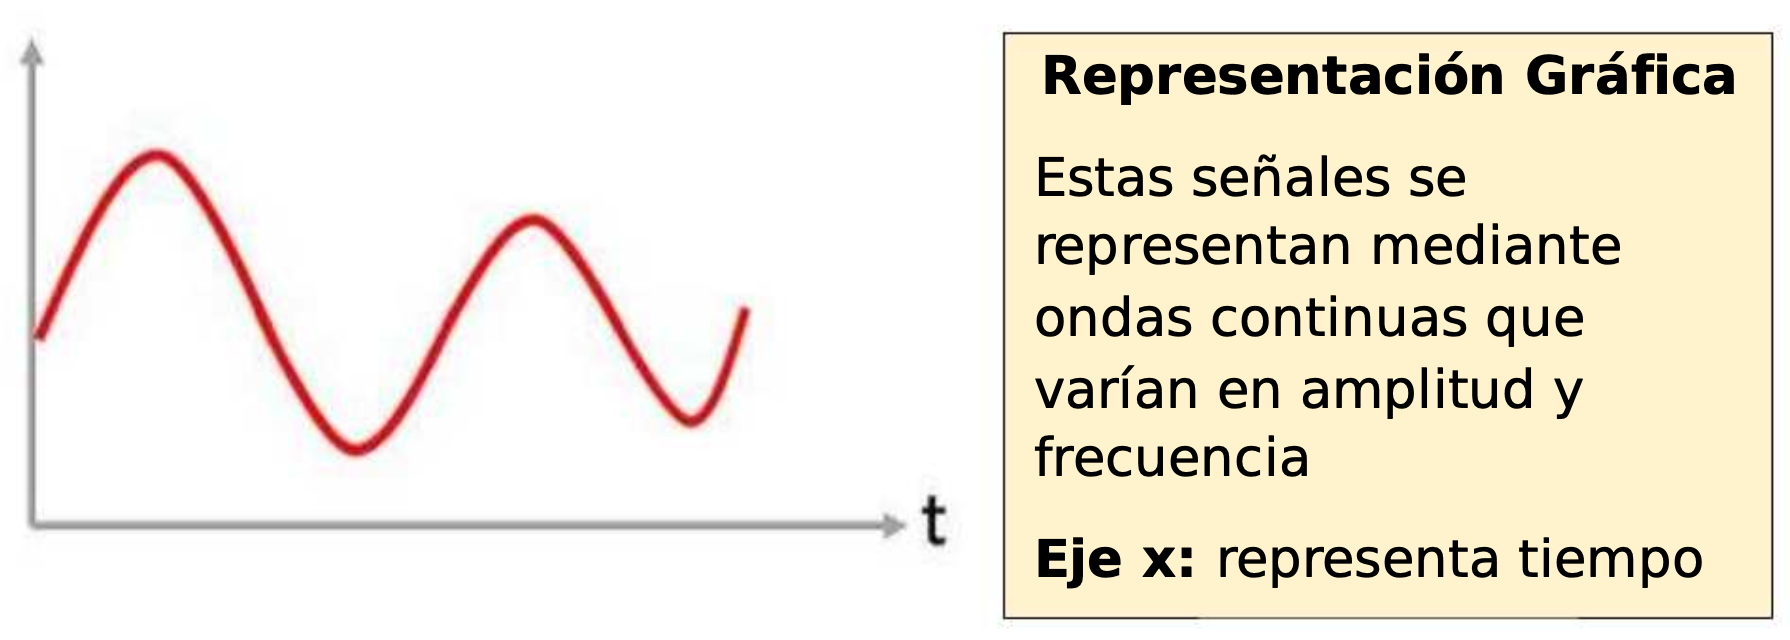 t
Representación Gráfica
Estas señales se
representan mediante
ondas continuas que
varían en amplitud y
frecuencia
Eje x: representa tiempo